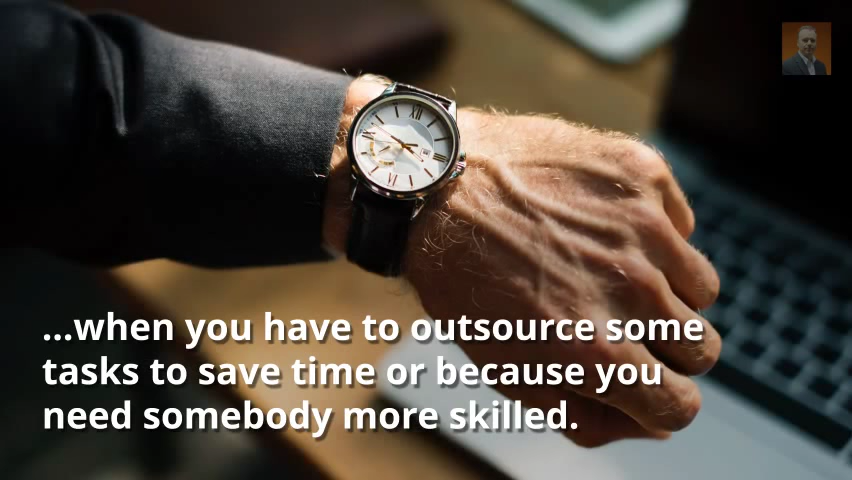 ...when you have to outsource some
tasks to save time or because you
need somebody more skilled.